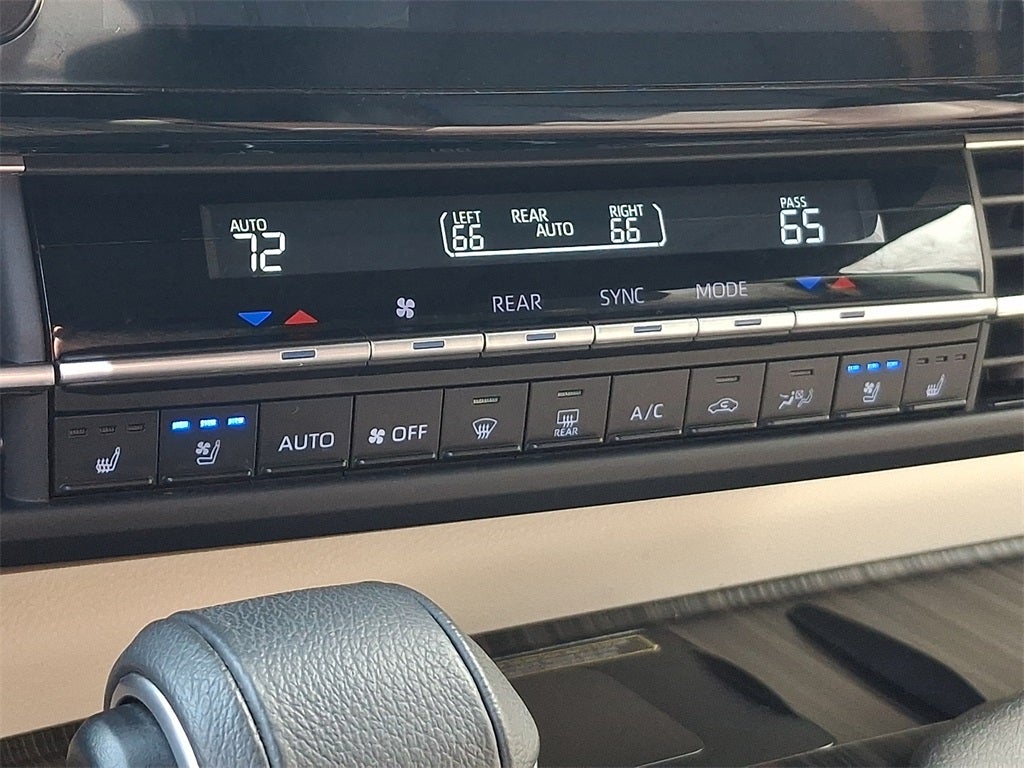 AUTO
72
LEFT
66
REAR
AUTO
RIGHT
66
PASS
65
REAR
SYNC
MODE
AUTO
OFF
REAR
A/C